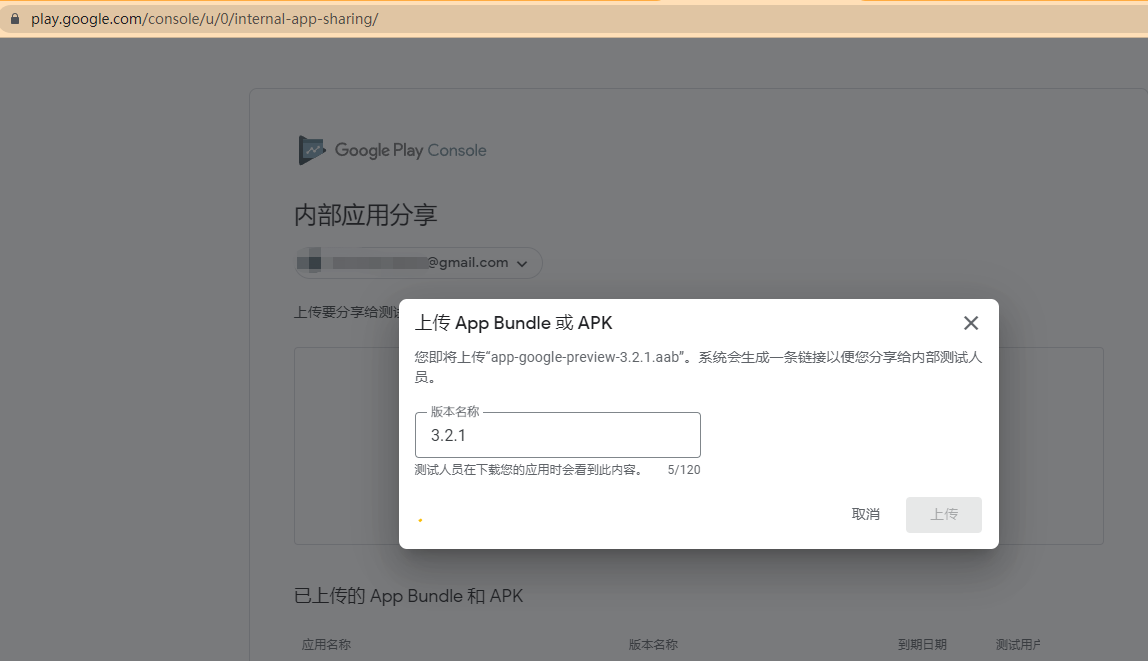 play.google.com/console/u/0/internal-app-sharing/
Google Play Console
内部应用分享
@gmail.com
上传要分享给测试
上传 App Bundle 或 APK
您即将上传“app-google-preview-3.2.1.aab”。系统会生成一条链接以便您分享给内部测试人
员。
版本名称
3.2.1
测试人员在下载您的应用时会看到此内容。 5/120
取消 上传
已上传的 App Bundle 和 APK
应用名称 版本名称 到期日期 测试用户